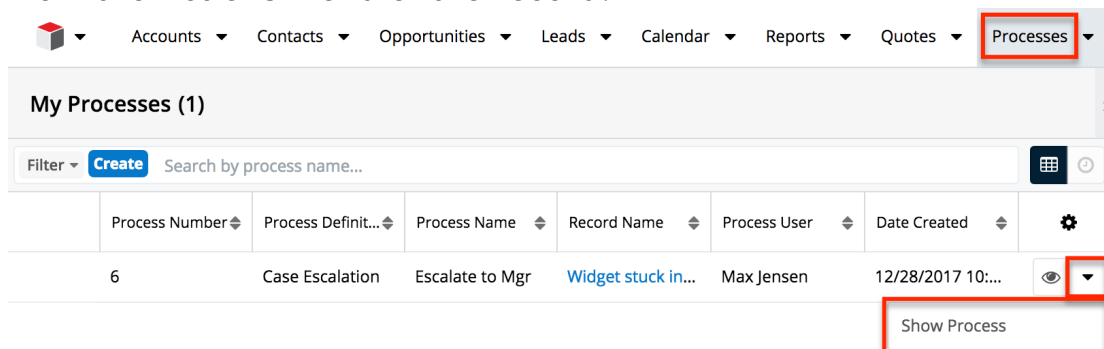 Accounts Contacts Opportunities Leads Calendar Reports Quotes Processes
My Processes (1)
Filter Create Search by process name...
Process Number Process Definit... Process Name Record Name Process User Date Created
6 Case Escalation Escalate to Mgr Widget stuck in... Max Jensen 12/28/2017 10:...
Show Process